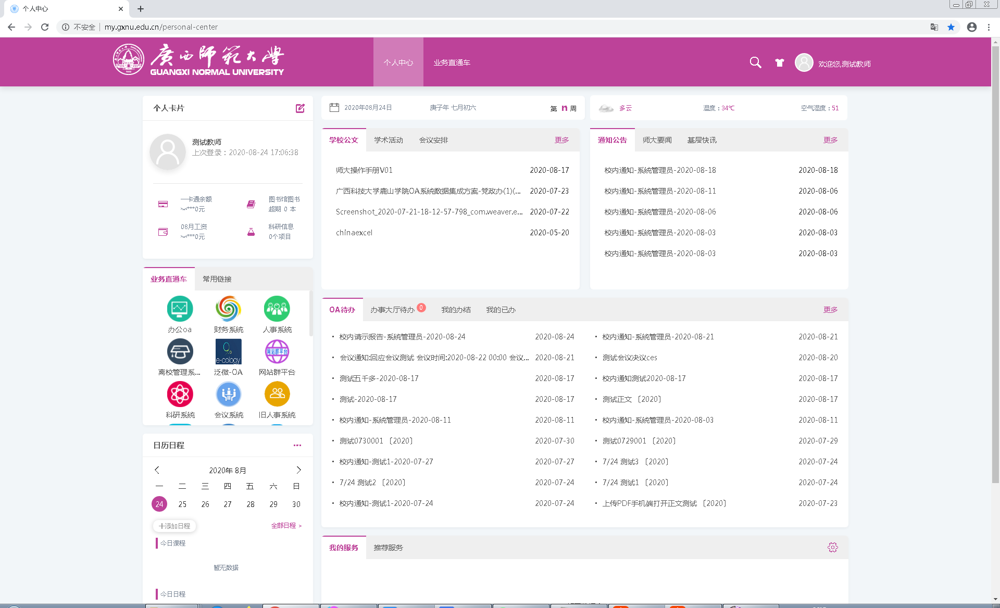 个人中心
不安全 my.gxnu.edu.cn/personal-center
廣西師範大學
GUANGXI NORMAL UNIVERSITY
个人中心 业务直通车
欢迎您,测试教师
个人卡片
测试教师
上次登录：2020-08-24 17:06:38
一卡通余额
***0元
图书馆图书
超期 0 本
08月工资
***0元
科研信息
0个项目
业务直通车 常用链接
办公oa 财务系统 人事系统
e-cology
网站群平台
离校管理系... 泛微-OA 网站群平台
科研系统 会议系统 旧人事系统
日历日程
2020年 8月
一 二 三 四 五 六 日
24 25 26 27 28 29 30
添加日程 全部日程 >
今日课程
暂无数据
今日日程
2020年08月24日 庚子年 七月初六 第 n 周
多云 温度：34℃ 空气湿度：51
学校公文 学术活动 会议安排 更多
师大操作手册V01 2020-08-17
广西科技大学鹿山学院OA系统数据集成方案-党政办(1)(... 2020-07-23
Screenshot_2020-07-21-18-12-57-798_com.weaver.e... 2020-07-22
chinaexcel 2020-05-20
通知公告 师大要闻 基层快讯 更多
校内通知-系统管理员-2020-08-18 2020-08-18
校内通知-系统管理员-2020-08-11 2020-08-06
校内通知-系统管理员-2020-08-06 2020-08-06
校内通知-系统管理员-2020-08-03 2020-08-03
校内通知-系统管理员-2020-08-03 2020-08-03
OA待办 办事大厅待办 0 我的办结 我的已办 更多
校内请示报告-系统管理员-2020-08-24 2020-08-24
会议通知:回应会议测试 会议时间:2020-08-22 00:00 会议... 2020-08-21
测试五千多-2020-08-17 2020-08-17
测试-2020-08-17 2020-08-17
校内通知-系统管理员-2020-08-11 2020-08-11
测试0730001 〔2020〕 2020-07-30
校内通知-测试1-2020-07-27 2020-07-27
7/24 测试2 〔2020〕 2020-07-24
校内通知-测试1-2020-07-24 2020-07-24
校内通知-系统管理员-2020-08-21 2020-08-21
测试会议决议ces 2020-08-20
校内通知测试2020-08-17 2020-08-17
测试正文 〔2020〕 2020-08-17
校内通知-系统管理员-2020-08-03 2020-08-11
测试0729001 〔2020〕 2020-07-29
7/24 测试3 〔2020〕 2020-07-24
7/24 测试1 〔2020〕 2020-07-24
上传PDF手机端打开正文测试 〔2020〕 2020-07-23
我的服务 推荐服务